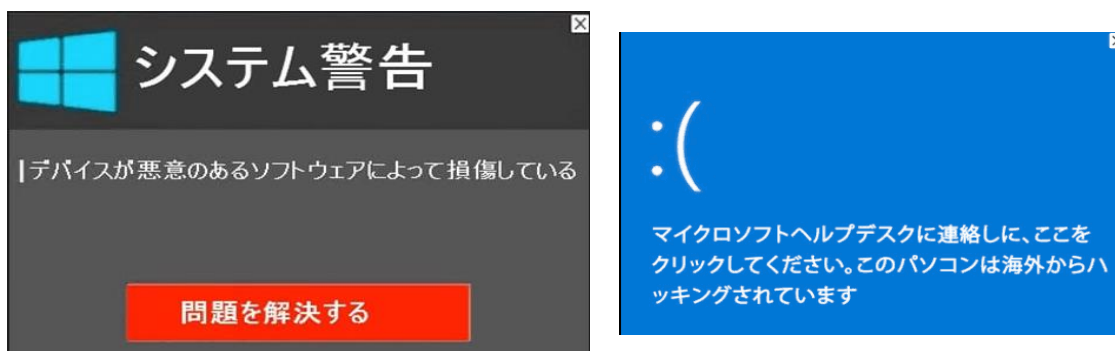 システム警告
デバイスが悪意のあるソフトウェアによって損傷している
問題を解決する
:(
マイクロソフトヘルプデスクに連絡しに、ここを
クリックしてください。このパソコンは海外からハ
ッキングされています